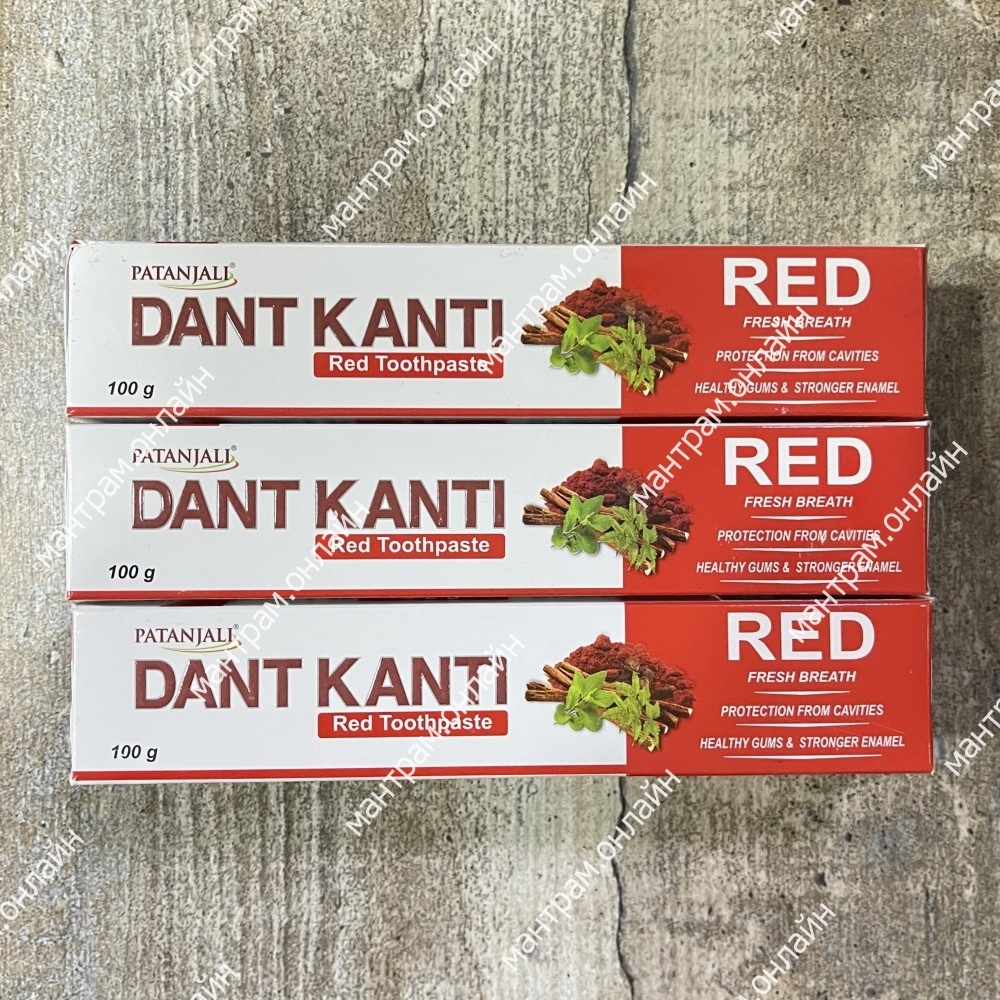 PATANJALI®
DANT KANTI
Red Toothpaste
100 g
RED
FRESH BREATH
PROTECTION FROM CAVITIES
HEALTHY GUMS & STRONGER ENAMEL
PATANJALI®
DANT KANTI
Red Toothpaste
100 g
RED
FRESH BREATH
PROTECTION FROM CAVITIES
HEALTHY GUMS & STRONGER ENAMEL
PATANJALI®
DANT KANTI
Red Toothpaste
100 g
RED
FRESH BREATH
PROTECTION FROM CAVITIES
HEALTHY GUMS & STRONGER ENAMEL
мантрам.онлайн